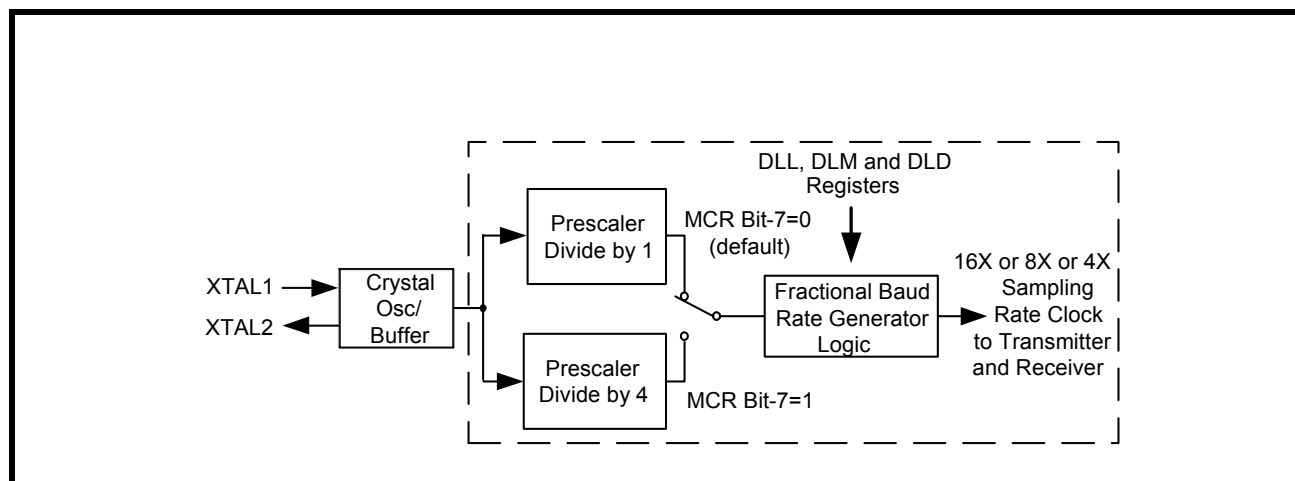 XTAL1
XTAL2
Crystal
Osc/
Buffer
Prescaler
Divide by 1
Prescaler
Divide by 4
MCR Bit-7=0
(default)
MCR Bit-7=1
DLL, DLM and DLD
Registers
Fractional Baud
Rate Generator
Logic
16X or 8X or 4X
Sampling
Rate Clock
to Transmitter
and Receiver